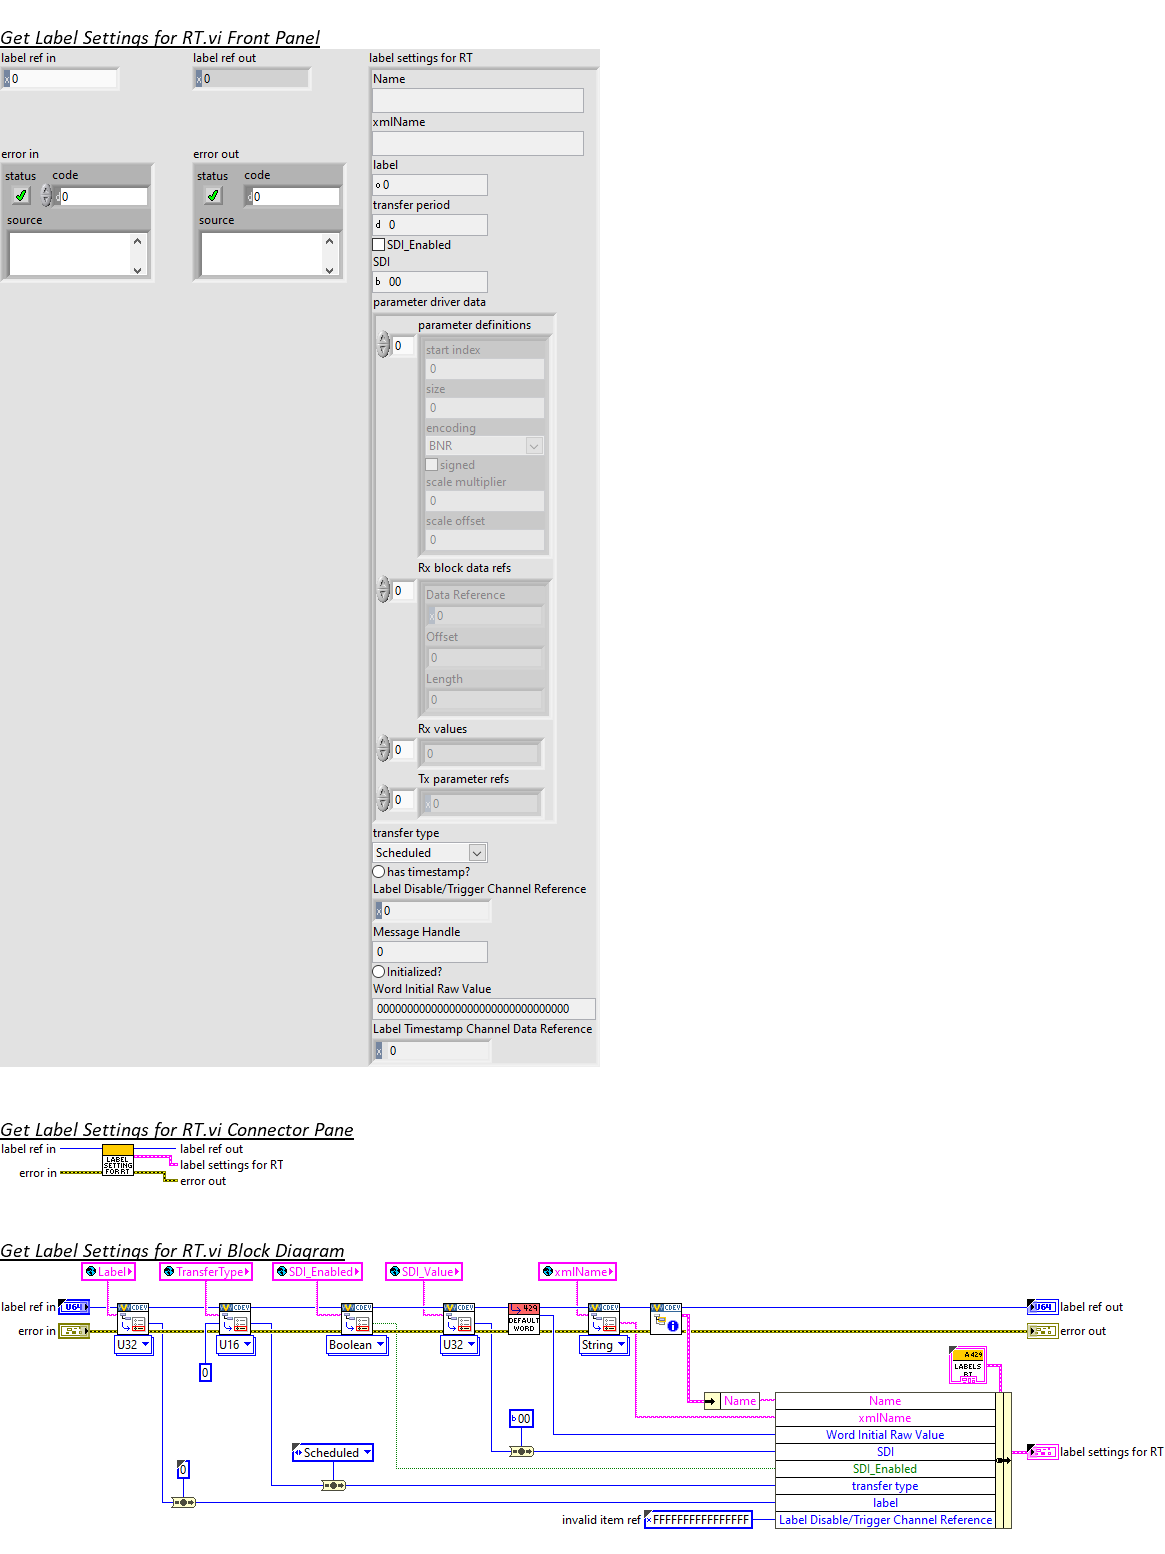 Get Label Settings for RT.vi Front Panel
label ref in
x 0
label ref out
x 0
error in
status code
d 0
source
error out
status code
d 0
source
label settings for RT
Name
xmlName
label
o 0
transfer period
d 0
SDI_Enabled
SDI
b 00
parameter driver data
parameter definitions
0
start index
0
size
0
encoding
BNR
signed
scale multiplier
0
scale offset
0
Rx block data refs
0
Data Reference
x 0
Offset
0
Length
0
Rx values
0
0
Tx parameter refs
0
x 0
transfer type
Scheduled
has timestamp?
Label Disable/Trigger Channel Reference
x 0
Message Handle
0
Initialized?
Word Initial Raw Value
00000000000000000000000000000000
Label Timestamp Channel Data Reference
x 0
Get Label Settings for RT.vi Connector Pane
label ref in
error in
LABEL
SETTING
FOR RT
label ref out
label settings for RT
error out
Get Label Settings for RT.vi Block Diagram
Label TransferType SDI_Enabled SDI_Value xmlName
label ref in U64 CDEV CDEV CDEV CDEV 429 CDEV CDEV U64 label ref out
error in DEFAULT WORD error out
U32 U16 Boolean U32 String
0
A429
LABELS
RT
Name Name
b 00 xmlName
Word Initial Raw Value
Scheduled SDI label settings for RT
0 SDI_Enabled
transfer type
label
invalid item ref x FFFFFFFFFFFFFFFF Label Disable/Trigger Channel Reference